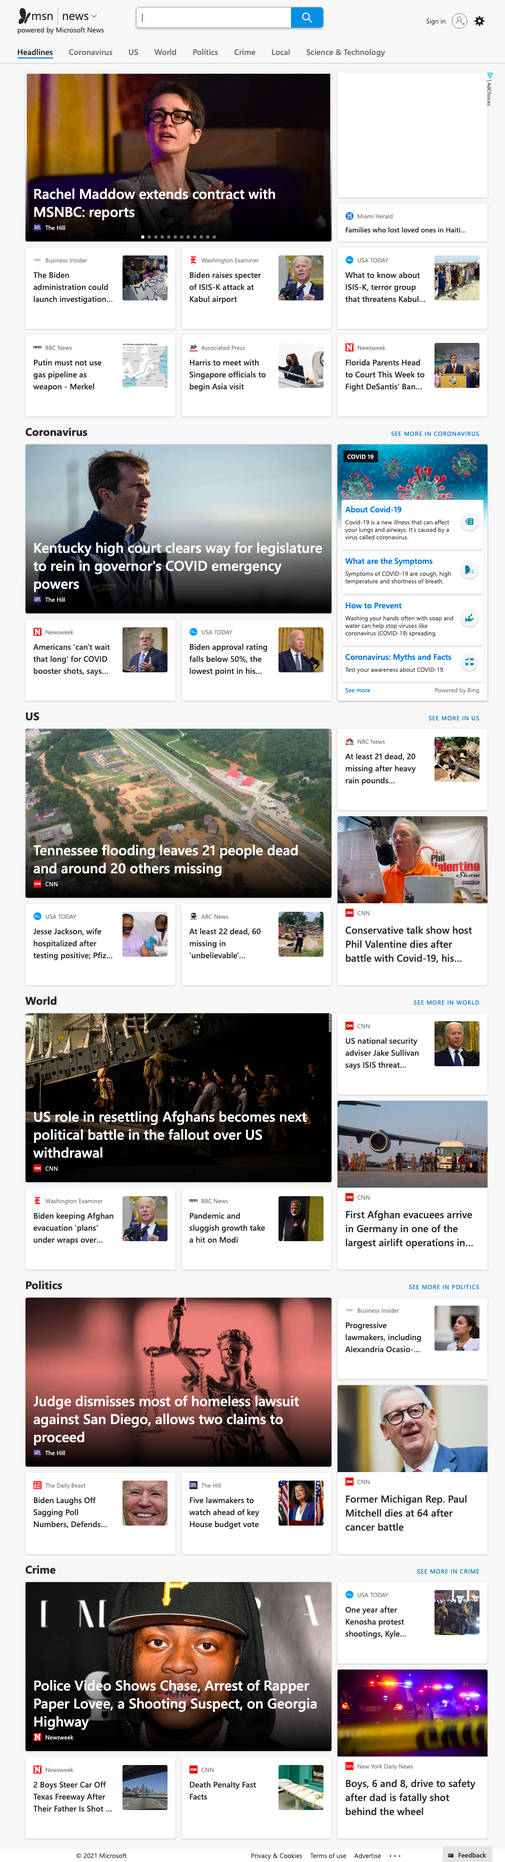 msn | news
powered by Microsoft News
Sign in
Headlines Coronavirus US World Politics Crime Local Science & Technology
Rachel Maddow extends contract with
MSNBC: reports
The Hill
AdChoices
Miami Herald
Families who lost loved ones in Haiti...
Business Insider
The Biden
administration could
launch investigation...
Washington Examiner
Biden raises specter
of ISIS-K attack at
Kabul airport
USA TODAY
What to know about
ISIS-K, terror group
that threatens Kabul...
BBC News
Putin must not use
gas pipeline as
weapon - Merkel
Associated Press
Harris to meet with
Singapore officials to
begin Asia visit
Newsweek
Florida Parents Head
to Court This Week to
Fight DeSantis' Ban...
Coronavirus
SEE MORE IN CORONAVIRUS
Kentucky high court clears way for legislature
to rein in governor's COVID emergency
powers
The Hill
COVID 19
About Covid-19
Covid-19 is a new illness that can affect
your lungs and airways. It's caused by a
virus called coronavirus.
What are the Symptoms
Symptoms of COVID-19 are cough, high
temperature and shortness of breath.
How to Prevent
Washing your hands often with soap and
water can help stop viruses like
coronavirus (COVID-19) spreading.
Coronavirus: Myths and Facts
Test your awareness about COVID-19.
See more
Powered by Bing
Newsweek
Americans 'can't wait
that long' for COVID
booster shots, says...
USA TODAY
Biden approval rating
falls below 50%, the
lowest point in his...
US
SEE MORE IN US
Tennessee flooding leaves 21 people dead
and around 20 others missing
CNN
NBC News
At least 21 dead, 20
missing after heavy
rain pounds...
the
Phil
Valentine
Show
CNN
Conservative talk show host
Phil Valentine dies after
battle with Covid-19, his...
USA TODAY
Jesse Jackson, wife
hospitalized after
testing positive; Pfiz...
ABC News
At least 22 dead, 60
missing in
'unbelievable'...
World
SEE MORE IN WORLD
US role in resettling Afghans becomes next
political battle in the fallout over US
withdrawal
CNN
CNN
US national security
adviser Jake Sullivan
says ISIS threat...
CNN
First Afghan evacuees arrive
in Germany in one of the
largest airlift operations in...
Washington Examiner
Biden keeping Afghan
evacuation 'plans'
under wraps over...
BBC News
Pandemic and
sluggish growth take
a hit on Modi
Politics
SEE MORE IN POLITICS
Judge dismisses most of homeless lawsuit
against San Diego, allows two claims to
proceed
The Hill
Business Insider
Progressive
lawmakers, including
Alexandria Ocasio-...
CNN
Former Michigan Rep. Paul
Mitchell dies at 64 after
cancer battle
The Daily Beast
Biden Laughs Off
Sagging Poll
Numbers, Defends...
The Hill
Five lawmakers to
watch ahead of key
House budget vote
Crime
SEE MORE IN CRIME
Police Video Shows Chase, Arrest of Rapper
Paper Lovee, a Shooting Suspect, on Georgia
Highway
Newsweek
USA TODAY
One year after
Kenosha protest
shootings, Kyle...
New York Daily News
Boys, 6 and 8, drive to safety
after dad is fatally shot
behind the wheel
Newsweek
2 Boys Steer Car Off
Texas Freeway After
Their Father Is Shot ...
CNN
Death Penalty Fast
Facts
© 2021 Microsoft
Privacy & Cookies Terms of use Advertise ...
Feedback